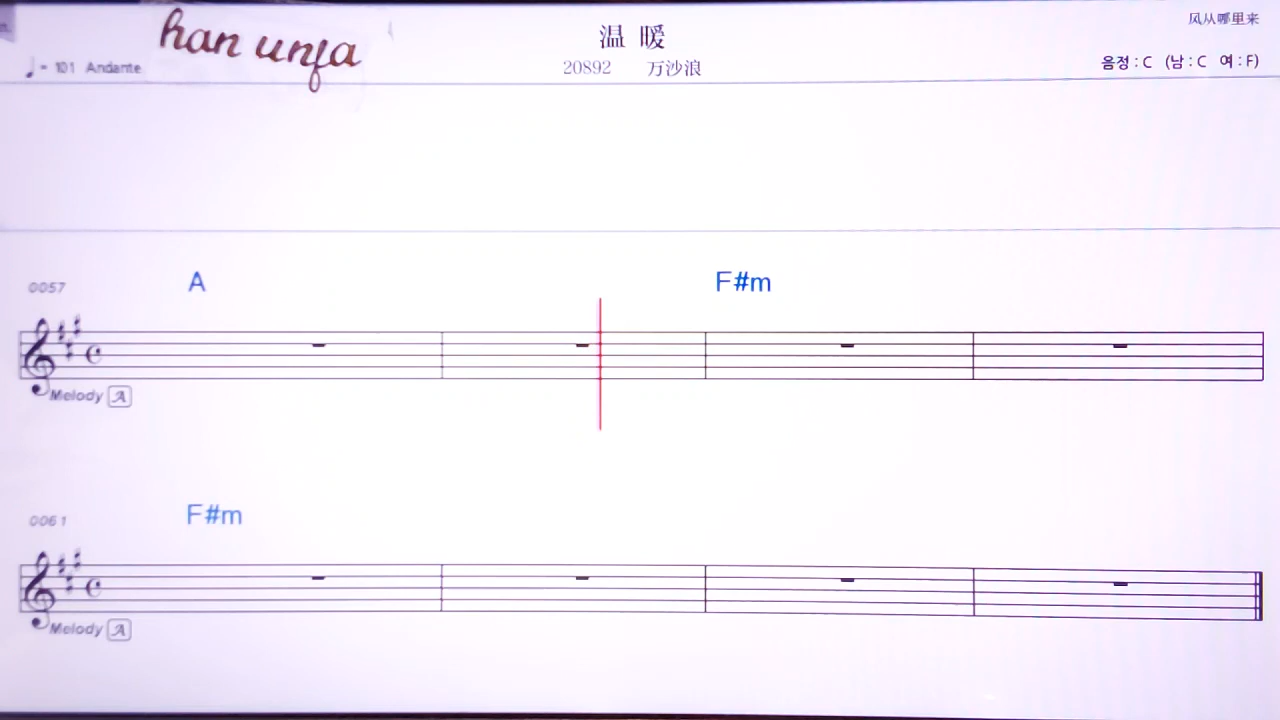 han unfa
温 暖
风从哪里来
♩= 101 Andante
20892 万沙浪
음정 : C (남 : C 여 : F)
0057 A F#m
Melody A
0061 F#m
Melody A